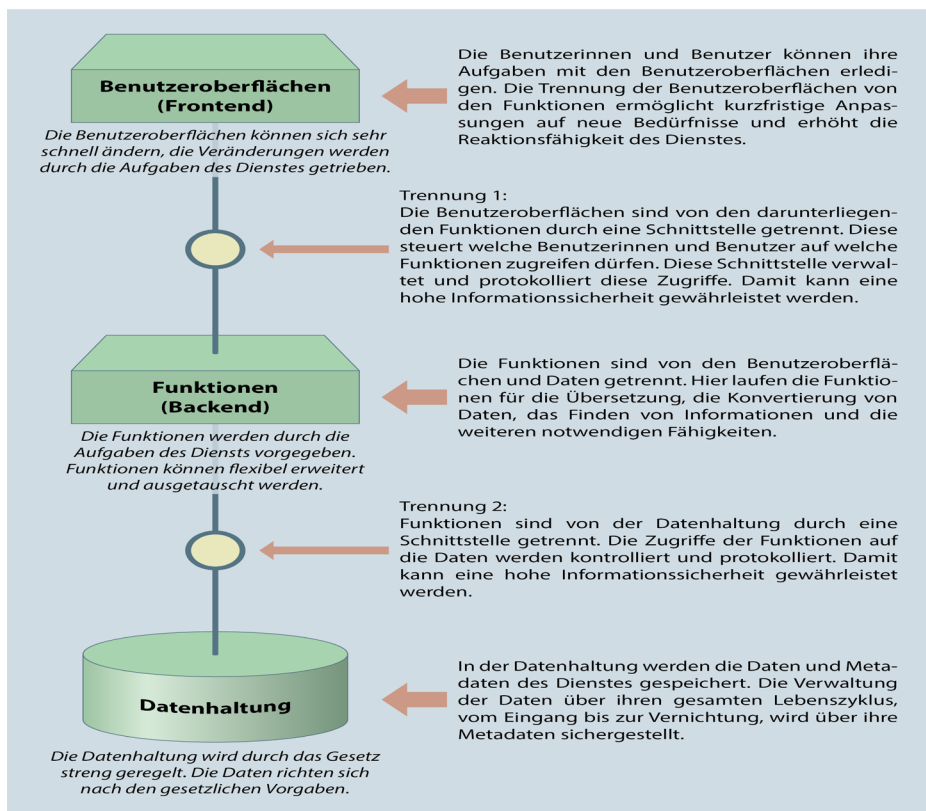 Benutzeroberflächen
(Frontend)
Die Benutzeroberflächen können sich sehr
schnell ändern, die Veränderungen werden
durch die Aufgaben des Dienstes getrieben.
Die Benutzerinnen und Benutzer können ihre
Aufgaben mit den Benutzeroberflächen erledi-
gen. Die Trennung der Benutzeroberflächen von
den Funktionen ermöglicht kurzfristige Anpas-
sungen auf neue Bedürfnisse und erhöht die
Reaktionsfähigkeit des Dienstes.
Trennung 1:
Die Benutzeroberflächen sind von den darunterliegen-
den Funktionen durch eine Schnittstelle getrennt. Diese
steuert welche Benutzerinnen und Benutzer auf welche
Funktionen zugreifen dürfen. Diese Schnittstelle verwal-
tet und protokolliert diese Zugriffe. Damit kann eine
hohe Informationssicherheit gewährleistet werden.
Funktionen
(Backend)
Die Funktionen werden durch die
Aufgaben des Diensts vorgegeben.
Funktionen können flexibel erweitert
und ausgetauscht werden.
Die Funktionen sind von den Benutzeroberflä-
chen und Daten getrennt. Hier laufen die Funktio-
nen für die Übersetzung, die Konvertierung von
Daten, das Finden von Informationen und die
weiteren notwendigen Fähigkeiten.
Trennung 2:
Funktionen sind von der Datenhaltung durch eine
Schnittstelle getrennt. Die Zugriffe der Funktionen auf
die Daten werden kontrolliert und protokolliert. Damit
kann eine hohe Informationssicherheit gewährleistet
werden.
Datenhaltung
Die Datenhaltung wird durch das Gesetz
streng geregelt. Die Daten richten sich
nach den gesetzlichen Vorgaben.
In der Datenhaltung werden die Daten und Meta-
daten des Dienstes gespeichert. Die Verwaltung
der Daten über ihren gesamten Lebenszyklus,
vom Eingang bis zur Vernichtung, wird über ihre
Metadaten sichergestellt.